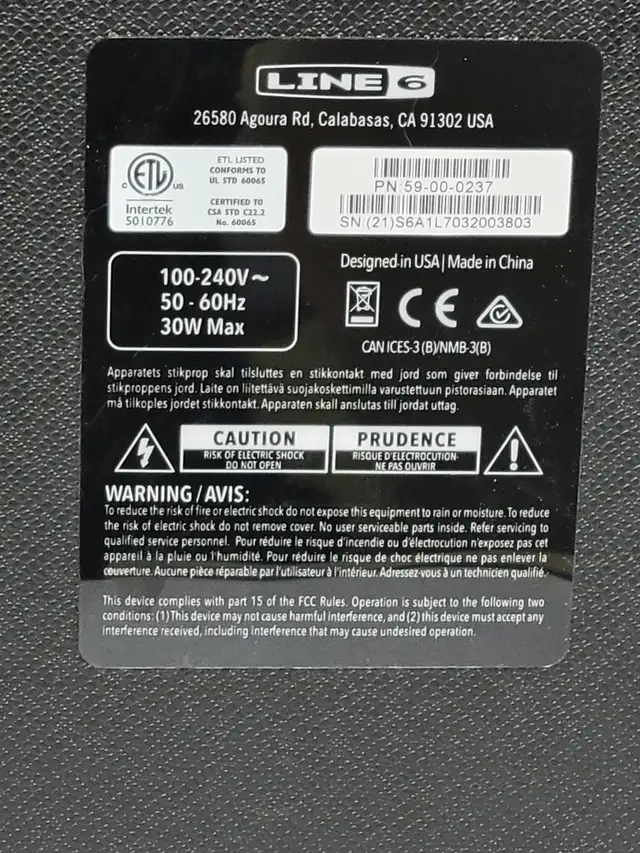 LINE 6
26580 Agoura Rd, Calabasas, CA 91302 USA
ETL LISTED
CONFORMS TO
UL STD 60065
CERTIFIED TO
CSA STD C22.2
No. 60065
C ETL US
Intertek
5010776
PN:59-00-0237
SN (21)S6A1L7032003803
100-240V~
50 - 60Hz
30W Max
Designed in USA | Made in China
CE
CAN ICES-3 (B)/NMB-3(B)
Apparatets stikprop skal tilsluttes en stikkontakt med jord som giver forbindelse til
stikproppens jord. Laite on liitettävä suojakoskettimilla varustettuun pistorasiaan. Apparatet
må tilkoples jordet stikkontakt. Apparaten skall anslutas till jordat uttag.
CAUTION
RISK OF ELECTRIC SHOCK
DO NOT OPEN
PRUDENCE
RISQUE D'ELECTROCUTION-
NE PAS OUVRIR
WARNING / AVIS:
To reduce the risk of fire or electric shock do not expose this equipment to rain or moisture. To reduce
the risk of electric shock do not remove cover. No user serviceable parts inside. Refer servicing to
qualified service personnel. Pour réduire le risque d'incendie ou d'électrocution n'exposez pas cet
appareil à la pluie ou l'humidité. Pour réduire le risque de choc électrique ne pas enlever la
couverture. Aucune pièce réparable par l'utilisateur à l'intérieur. Adressez-vous à un technicien qualifié.
This device complies with part 15 of the FCC Rules. Operation is subject to the following two
conditions: (1) This device may not cause harmful interference, and (2) this device must accept any
interference received, including interference that may cause undesired operation.